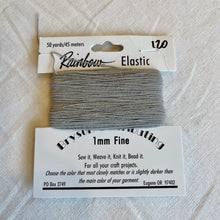 50 yards/45 meters
120
Rainbow Elastic
1mm Fine
Sew it, Weave it, Knit it, Bead it.
For all your craft projects.
Choose the color that most closely matches or is slightly darker than
the main color of your garment.
PO Box 2749 Eugene OR 97402